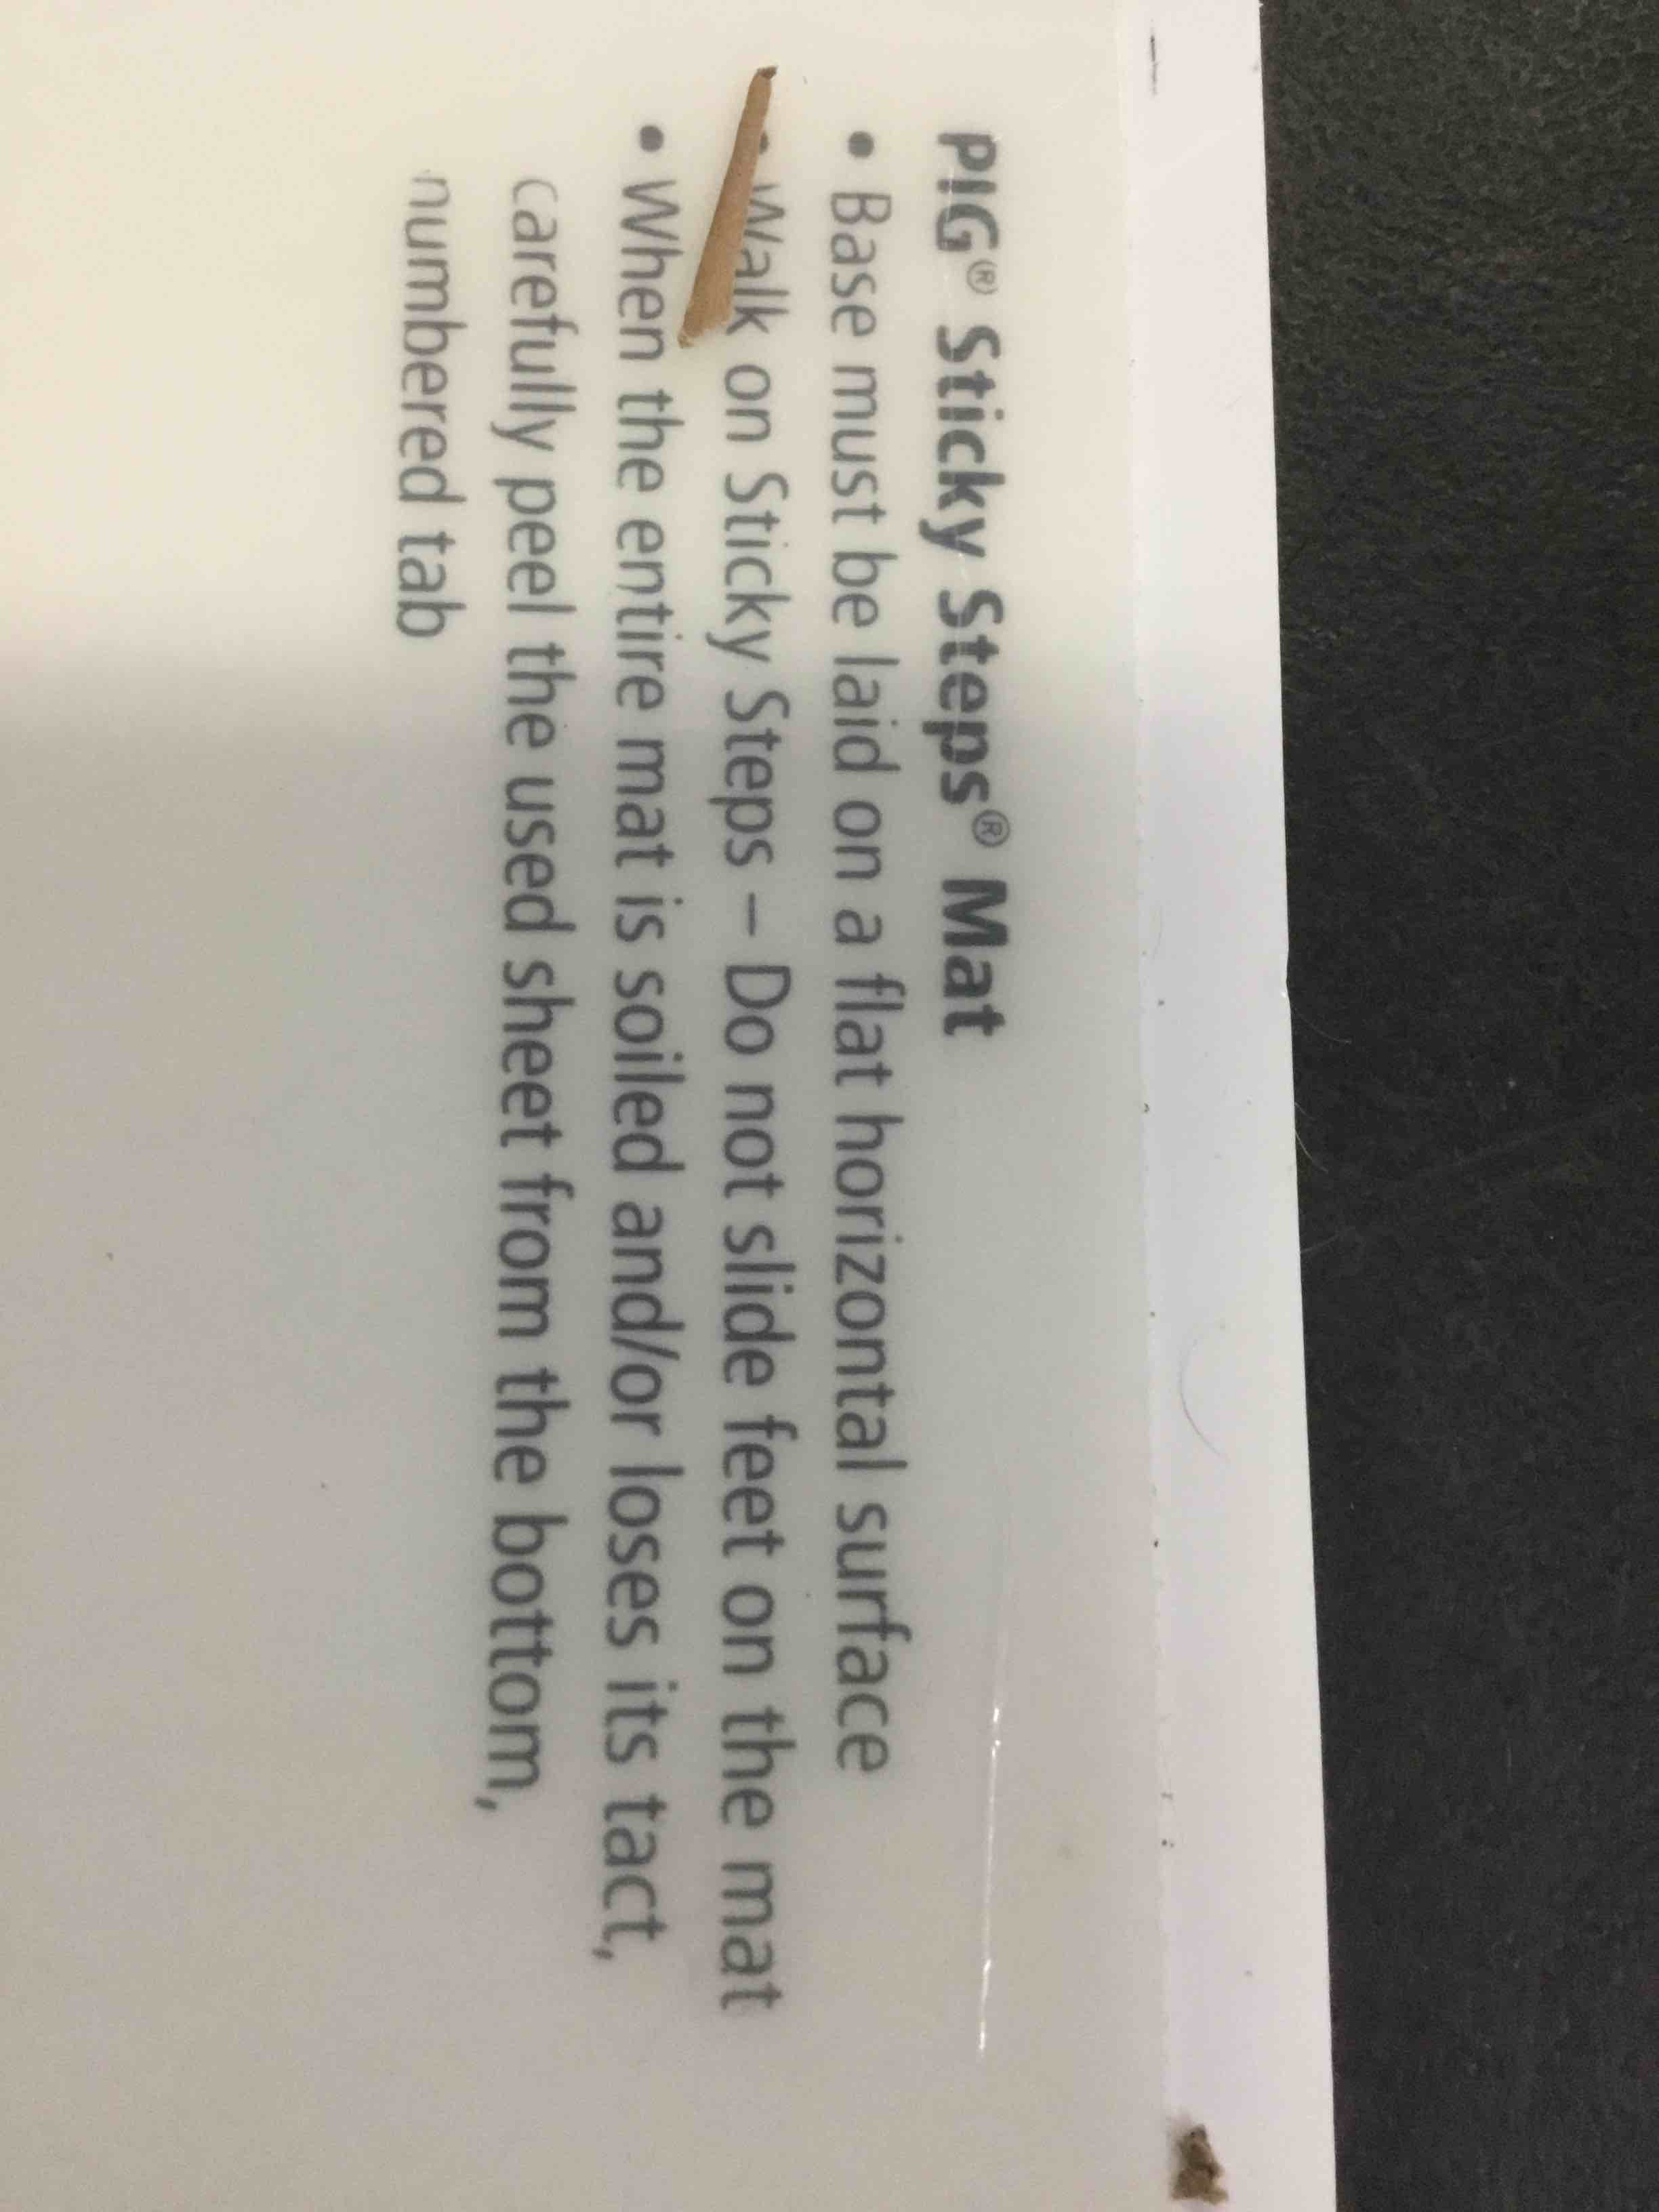 PIG® Sticky Steps® Mat
• Base must be laid on a flat horizontal surface
• Walk on Sticky Steps – Do not slide feet on the mat
• When the entire mat is soiled and/or loses its tact,
carefully peel the used sheet from the bottom,
numbered tab